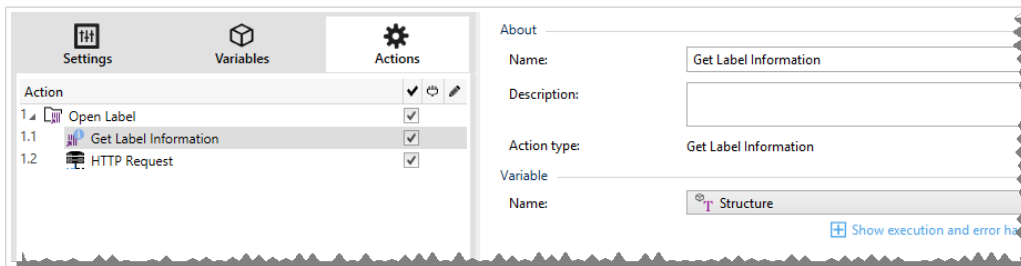 Settings
Variables
Actions
Action
1 Open Label
1.1 Get Label Information
1.2 HTTP Request
About
Name: Get Label Information
Description:
Action type: Get Label Information
Variable
Name: T Structure
Show execution and error